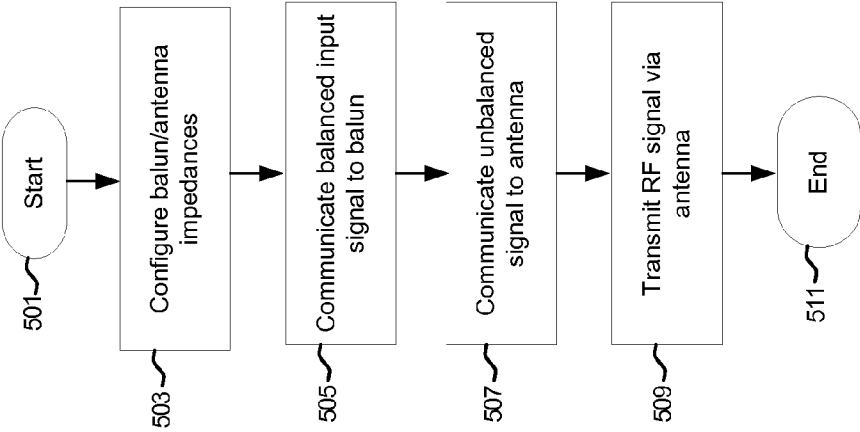 501
Start
503
Configure balun/antenna
impedances
505
Communicate balanced input
signal to balun
507
Communicate unbalanced
signal to antenna
509
Transmit RF signal via
antenna
511
End